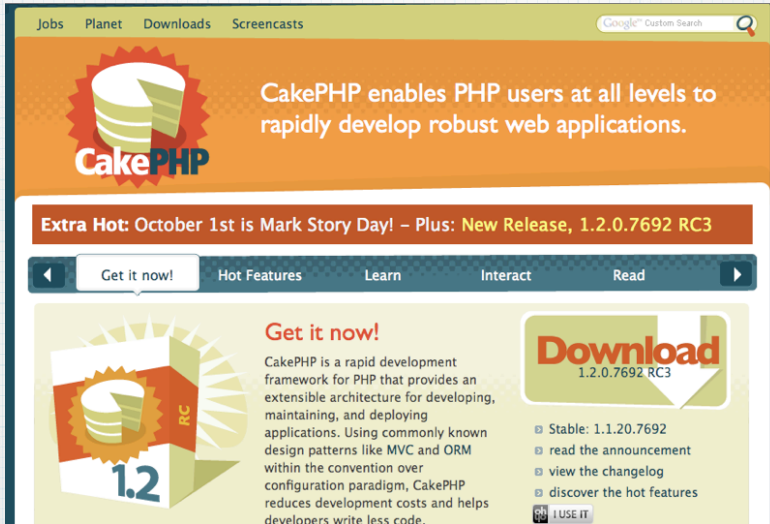 Jobs Planet Downloads Screencasts
Google™ Custom Search
CakePHP enables PHP users at all levels to
rapidly develop robust web applications.
CakePHP
Extra Hot: October 1st is Mark Story Day! – Plus: New Release, 1.2.0.7692 RC3
Get it now! Hot Features Learn Interact Read
RC
1.2
Get it now!
CakePHP is a rapid development
framework for PHP that provides an
extensible architecture for developing,
maintaining, and deploying
applications. Using commonly known
design patterns like MVC and ORM
within the convention over
configuration paradigm, CakePHP
reduces development costs and helps
developers write less code.
Download
1.2.0.7692 RC3
Stable: 1.1.20.7692
read the announcement
view the changelog
discover the hot features
I USE IT